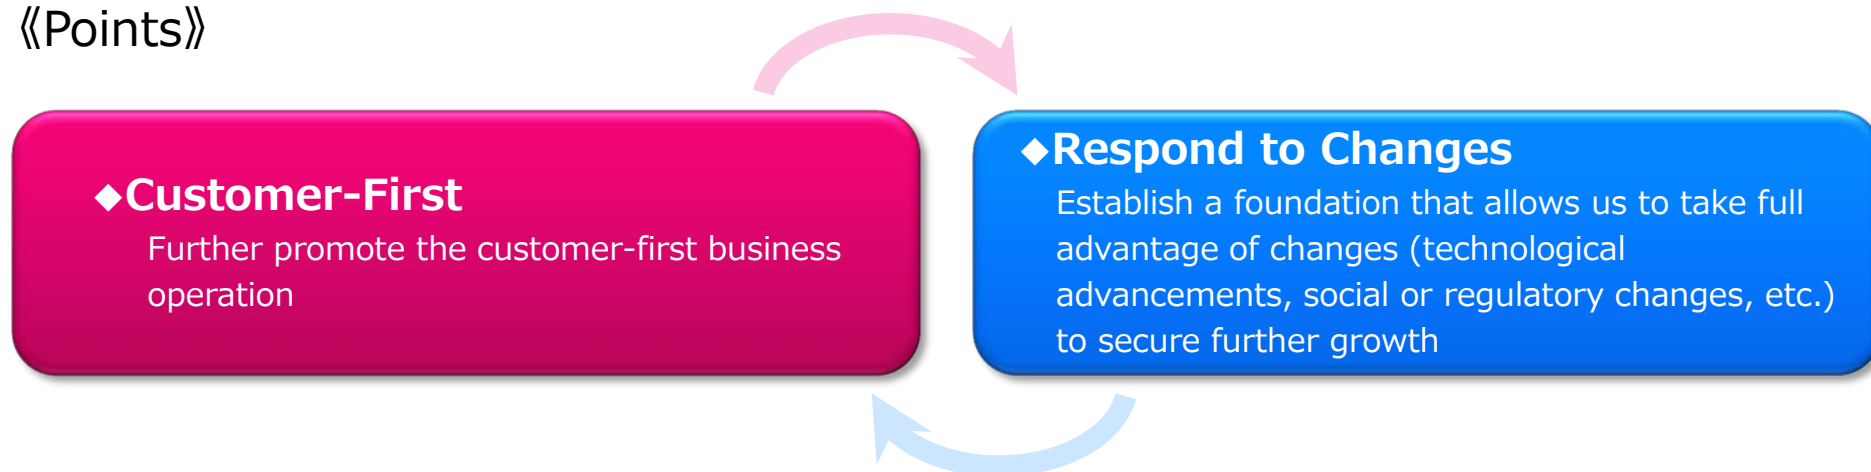 《Points》
◆Customer-First
Further promote the customer-first business
operation
◆Respond to Changes
Establish a foundation that allows us to take full
advantage of changes (technological
advancements, social or regulatory changes, etc.)
to secure further growth